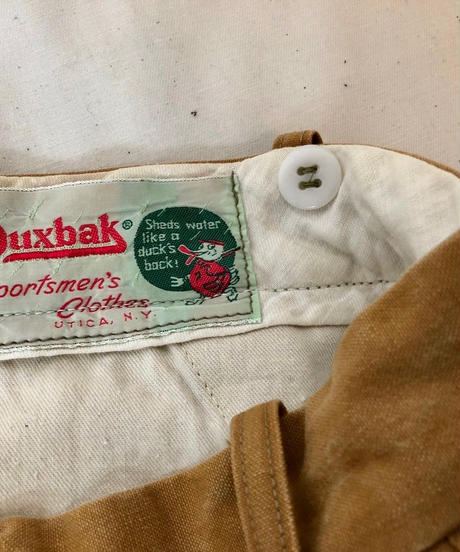 Duxbak®
Sportsmen's
Clothes
UTICA, N.Y.
Sheds water
like a
duck's
back!